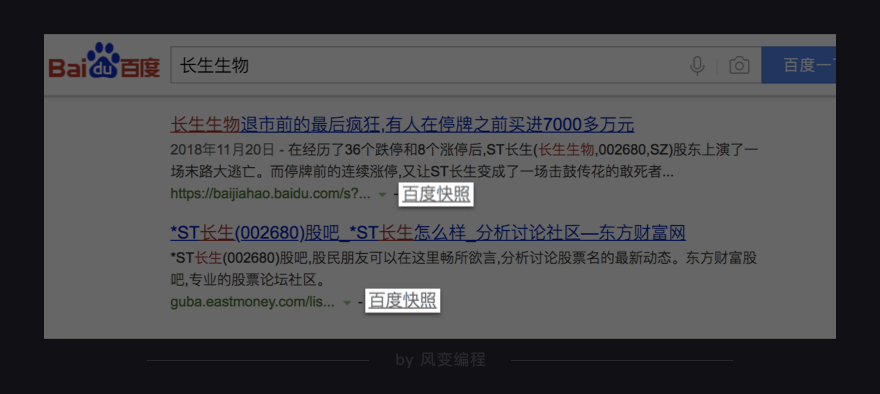 Bai du 百度
长生生物
百度一
长生生物退市前的最后疯狂,有人在停牌之前买进7000多万元
2018年11月20日 - 在经历了36个跌停和8个涨停后,ST长生(长生生物,002680,SZ)股东上演了一
场末路大逃亡。而停牌前的连续涨停,又让ST长生变成了一场击鼓传花的敢死者...
https://baijiahao.baidu.com/s?... - 百度快照
*ST长生(002680)股吧_*ST长生怎么样_分析讨论社区—东方财富网
*ST长生(002680)股吧,股民朋友可以在这里畅所欲言,分析讨论股票名的最新动态。东方财富股
吧,专业的股票论坛社区。
guba.eastmoney.com/lis... - 百度快照
by 风变编程